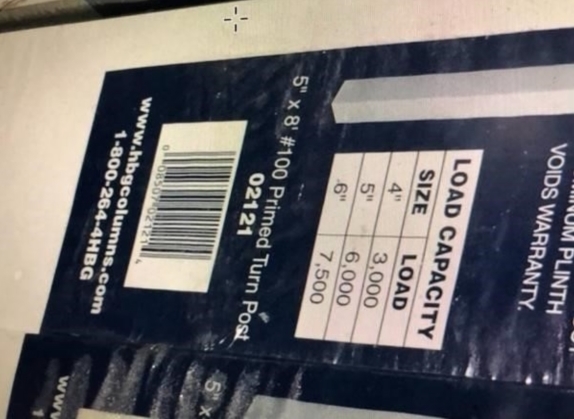 VOIDS WARRANTY.
LOAD CAPACITY
SIZE LOAD
4" 3,000
5" 6,000
6" 7,500
5" x 8' #100 Primed Turn Post
02121
www.hbgcolumns.com
1-800-264-4HBG
5" x